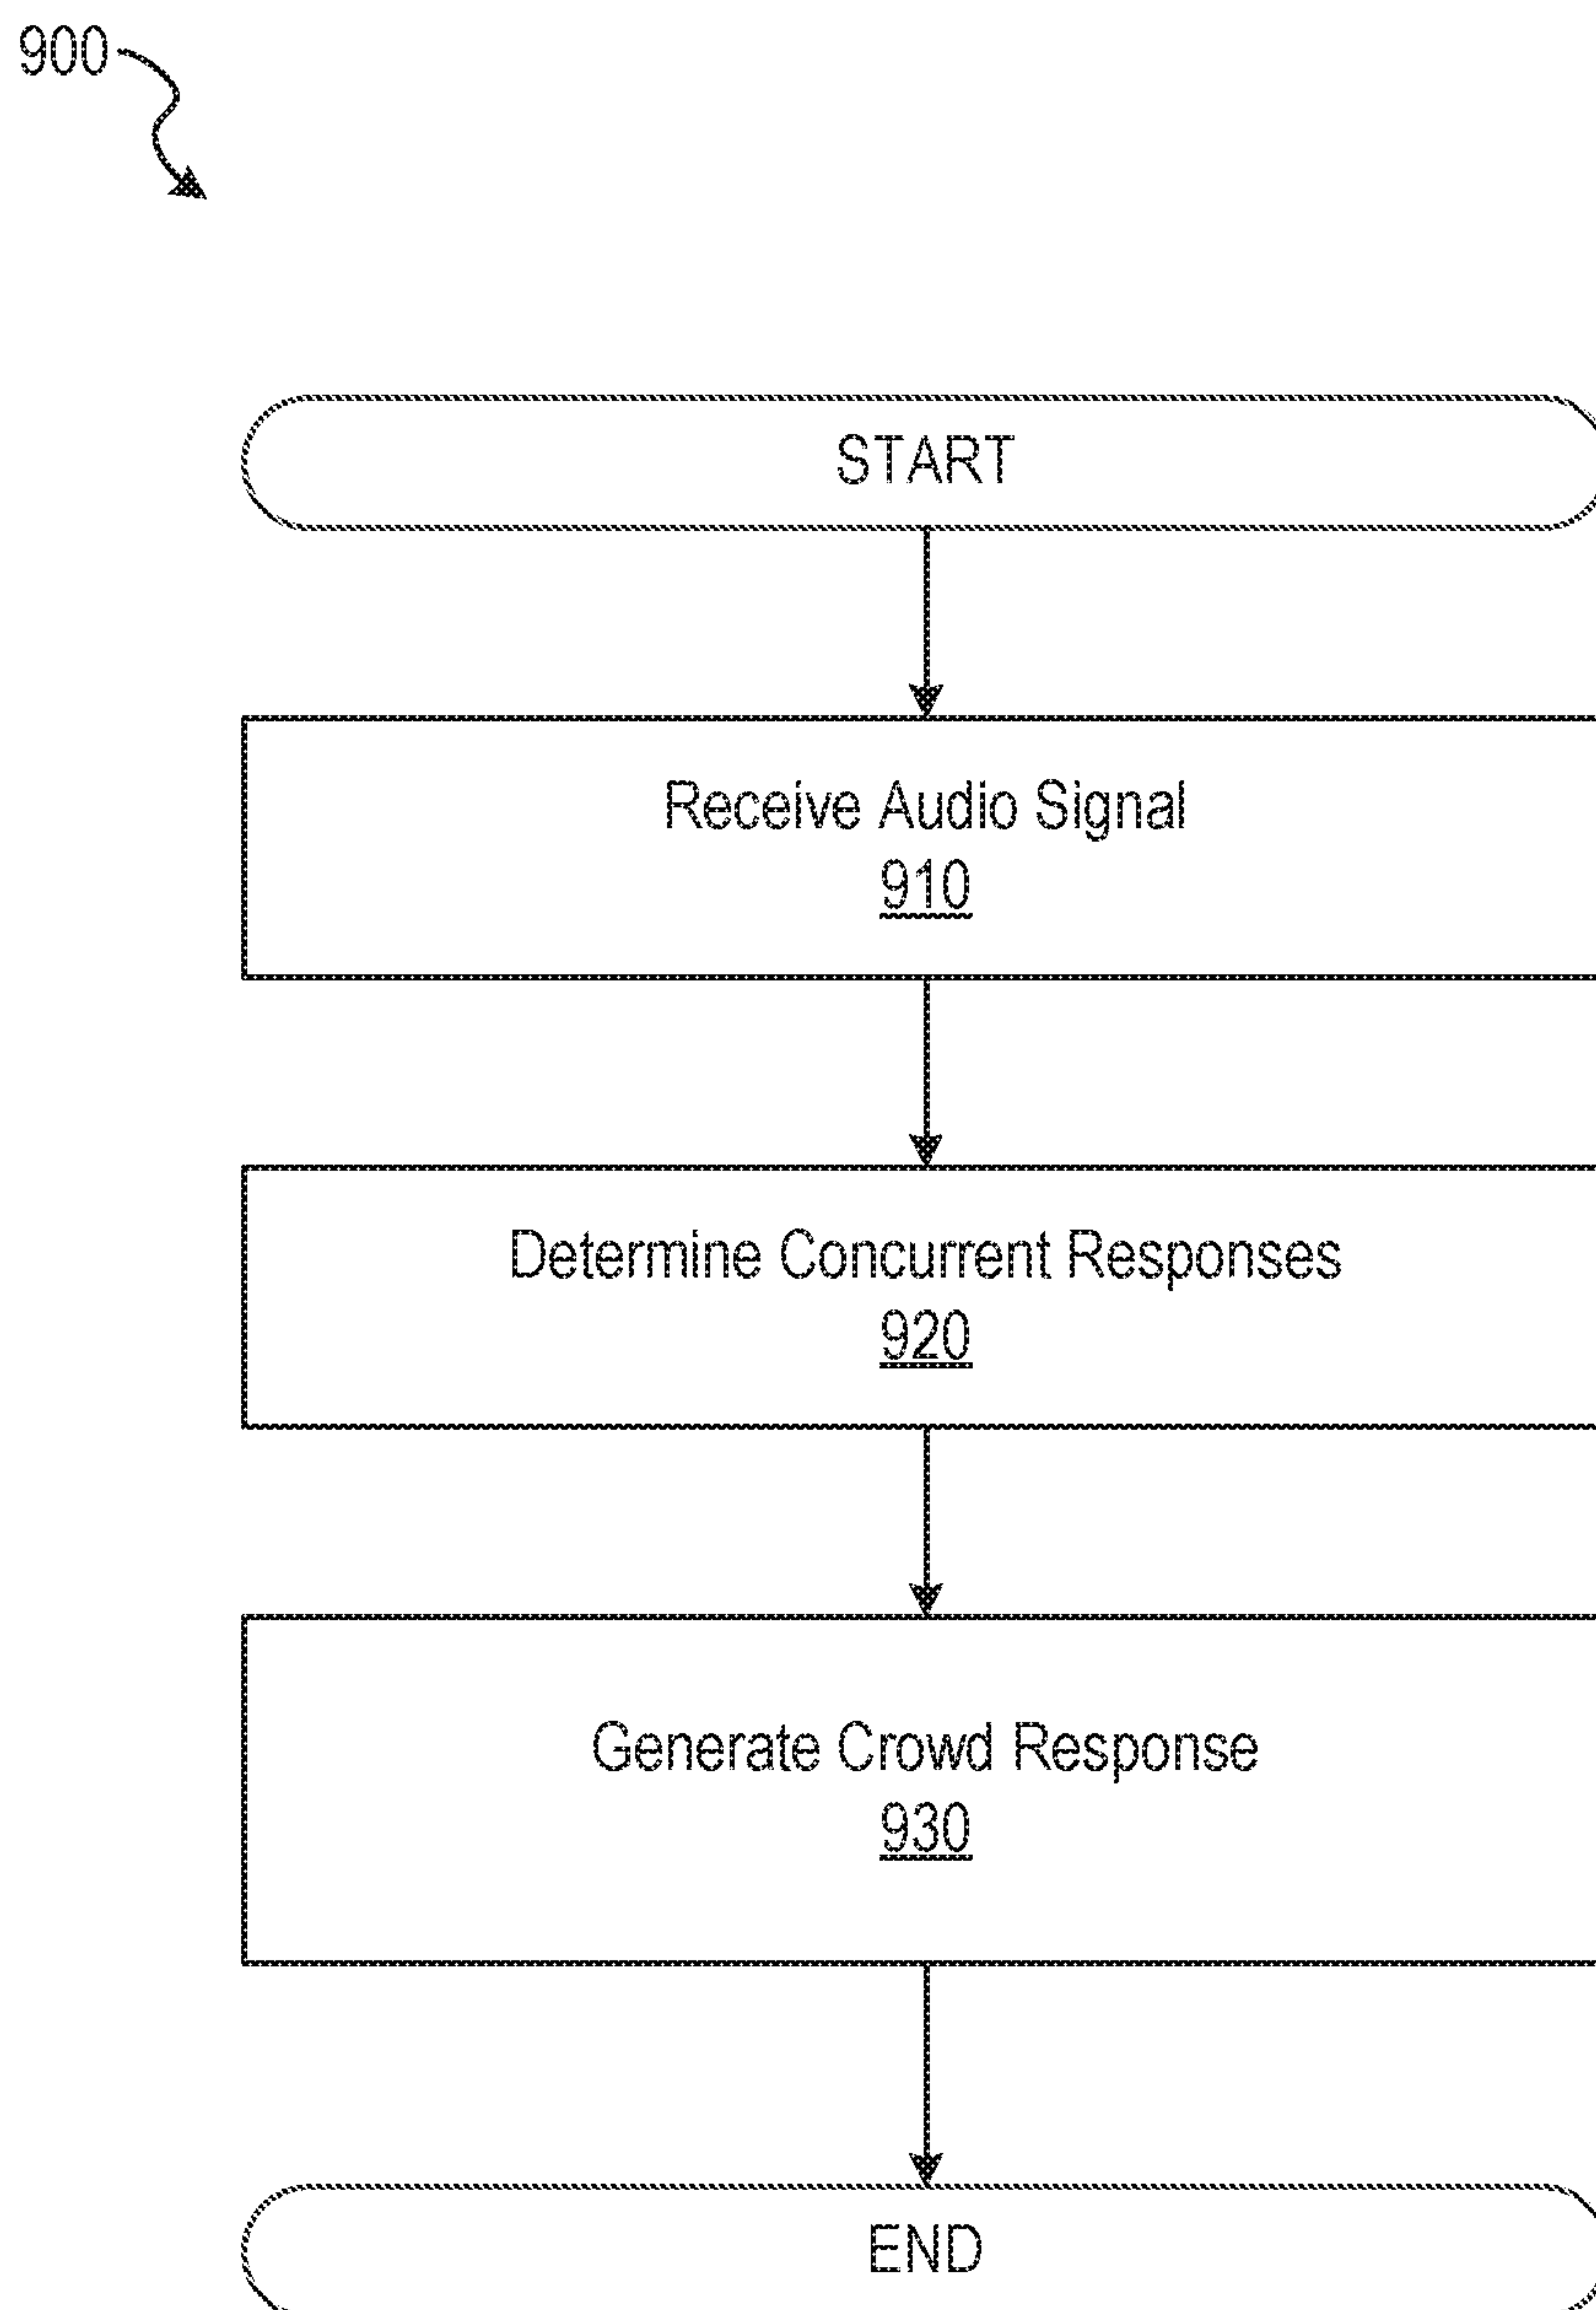 900
START
Receive Audio Signal
910
Determine Concurrent Responses
920
Generate Crowd Response
930
END